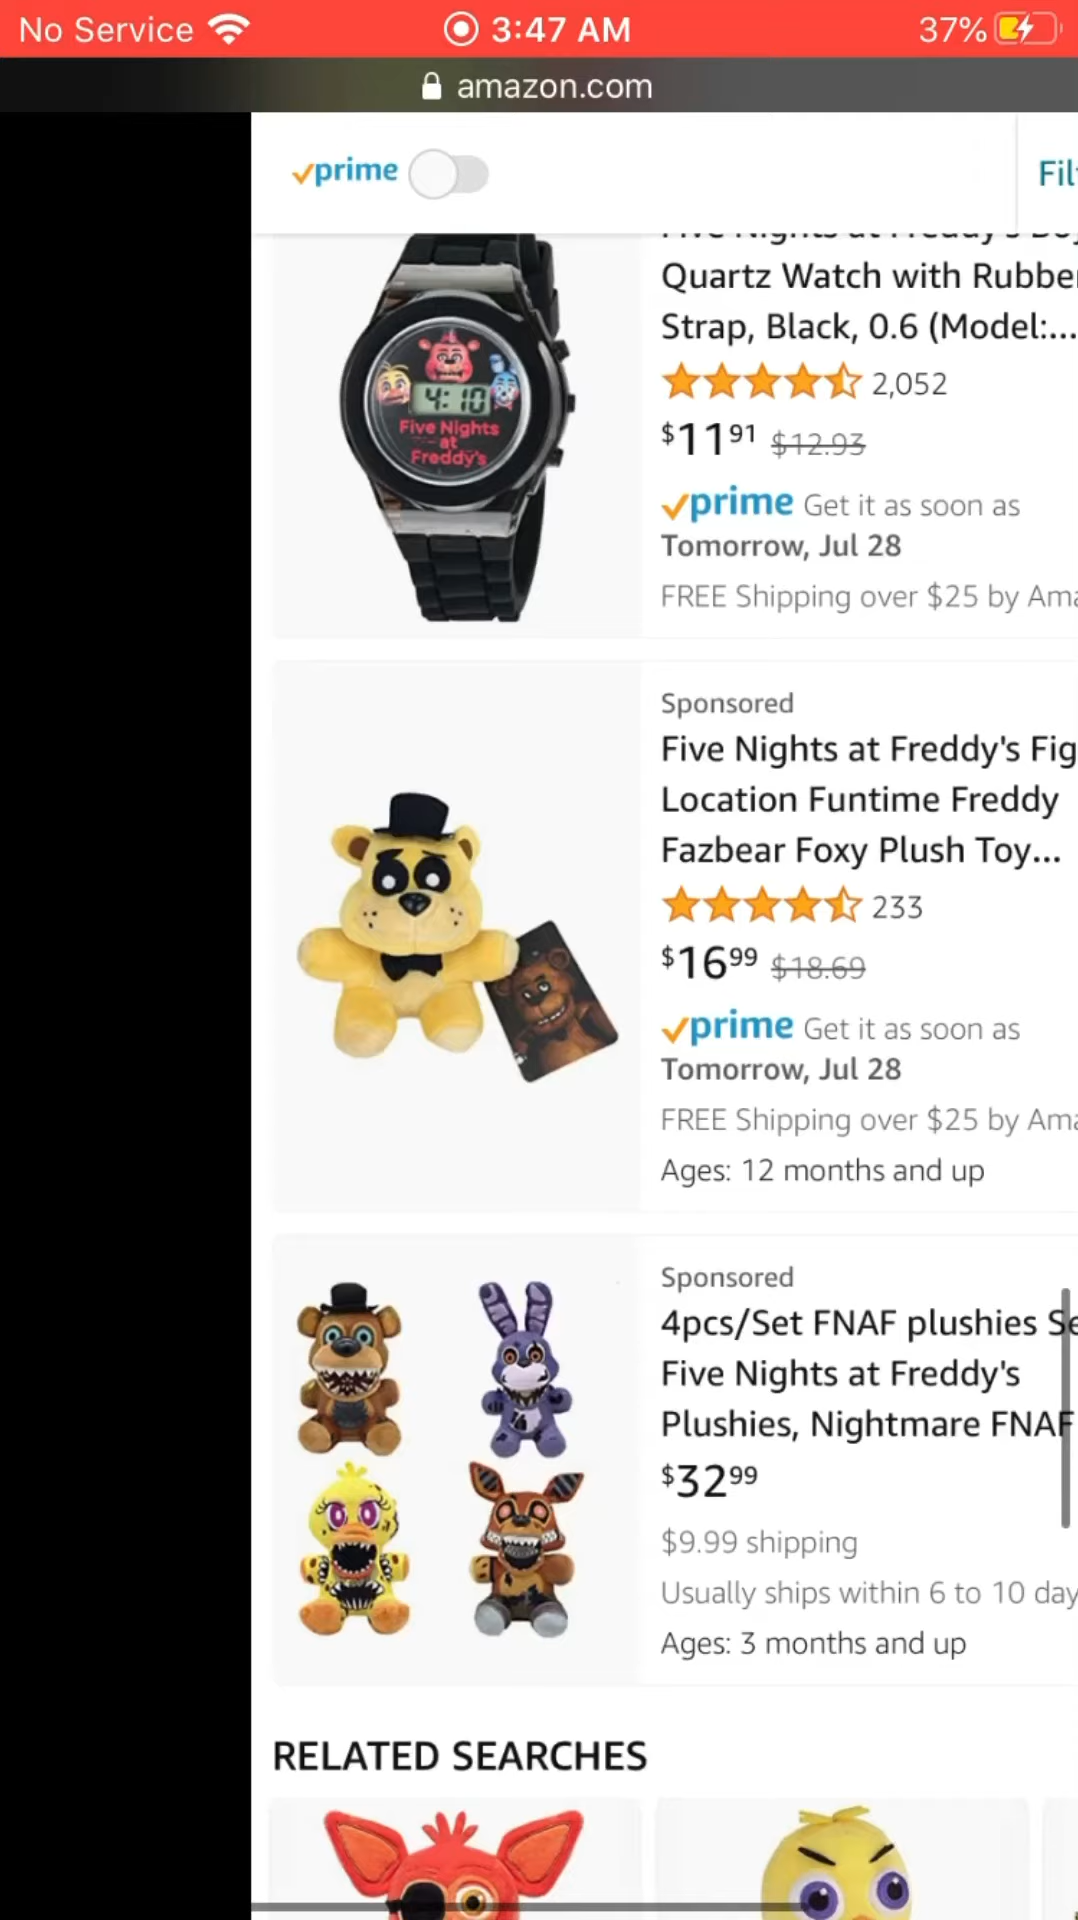 No Service 3:47 AM 37%
amazon.com
prime
Fil
Quartz Watch with Rubbe
Strap, Black, 0.6 (Model:...
4:10
Five Nights
at
Freddy's
2,052
$11 91 $12.93
prime Get it as soon as
Tomorrow, Jul 28
FREE Shipping over $25 by Ama
Sponsored
Five Nights at Freddy's Fig
Location Funtime Freddy
Fazbear Foxy Plush Toy...
233
$16 99 $18.69
prime Get it as soon as
Tomorrow, Jul 28
FREE Shipping over $25 by Ama
Ages: 12 months and up
Sponsored
4pcs/Set FNAF plushies Se
Five Nights at Freddy's
Plushies, Nightmare FNAF
$32 99
$9.99 shipping
Usually ships within 6 to 10 day
Ages: 3 months and up
RELATED SEARCHES